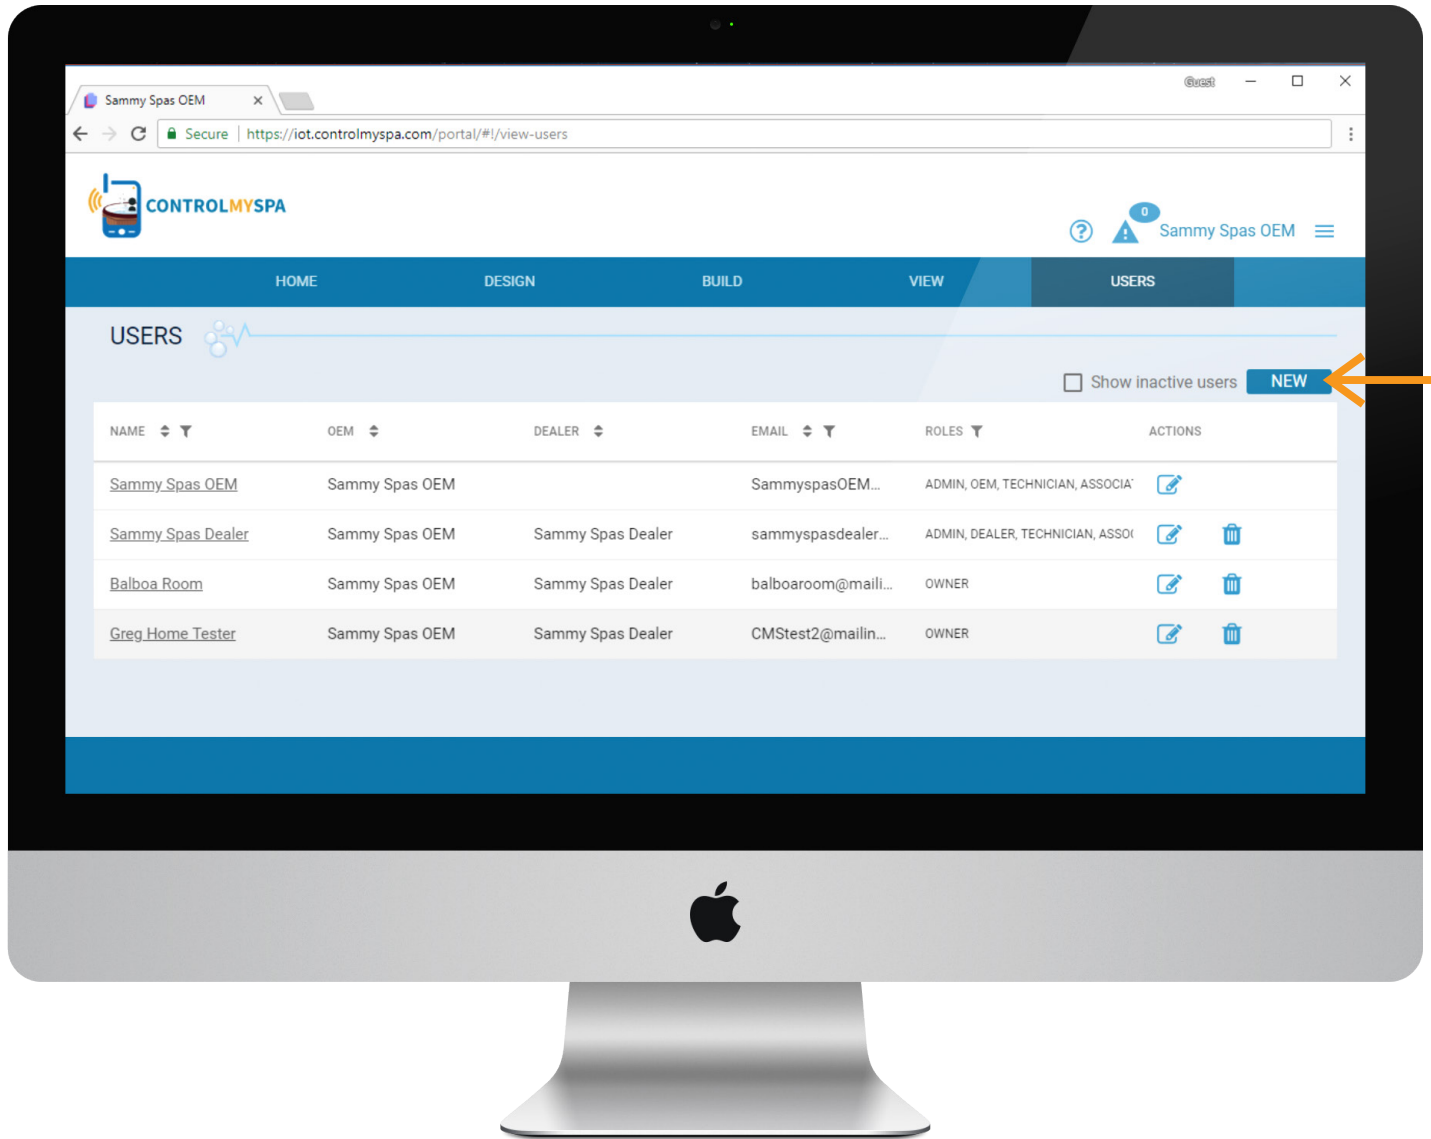 Guest
Sammy Spas OEM
Secure | https://iot.controlmyspa.com/portal/#!/view-users
CONTROLMYSPA
0
? Sammy Spas OEM
HOME DESIGN BUILD VIEW USERS
USERS
Show inactive users NEW
NAME OEM DEALER EMAIL ROLES ACTIONS
Sammy Spas OEM Sammy Spas OEM SammyspasOEM... ADMIN, OEM, TECHNICIAN, ASSOCIA
Sammy Spas Dealer Sammy Spas OEM Sammy Spas Dealer sammyspasdealer... ADMIN, DEALER, TECHNICIAN, ASSO
Balboa Room Sammy Spas OEM Sammy Spas Dealer balboaroom@maili... OWNER
Greg Home Tester Sammy Spas OEM Sammy Spas Dealer CMStest2@mailin... OWNER